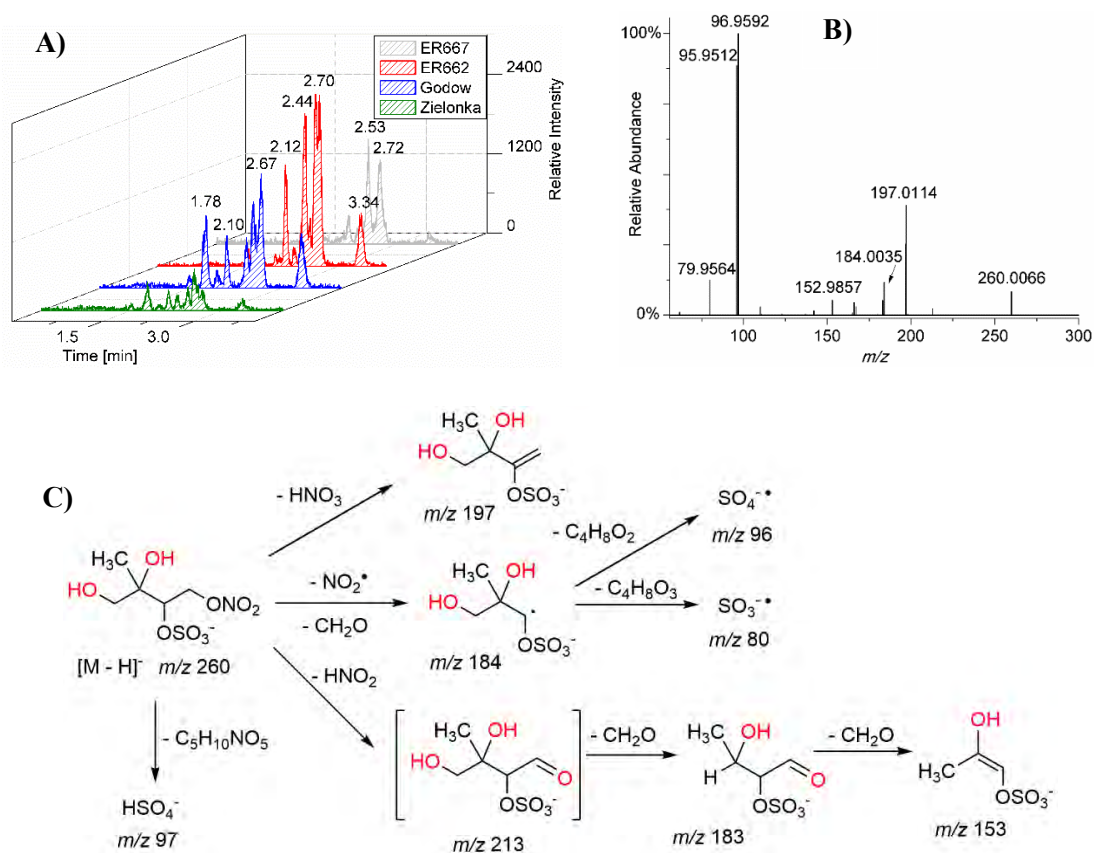 A)
ER667
ER662
Godow
Zielonka
2400
1200
0
Relative Intensity
2.70
2.44
2.12
2.53
2.72
2.67
1.78
2.10
3.34
1.5
3.0
Time [min]
B)
100%
0%
Relative Abundance
96.9592
95.9512
197.0114
184.0035
79.9564
152.9857
260.0066
100
150
200
250
300
m/z
C)
H₃C OH
HO
OSO₃⁻
m/z 197
- HNO₃
- C₄H₈O₂
SO₄⁻•
m/z 96
H₃C OH
HO
ONO₂
OSO₃⁻
[M - H]⁻ m/z 260
- NO₂•
- CH₂O
H₃C OH
HO
•
OSO₃⁻
m/z 184
- C₄H₈O₃
SO₃⁻•
m/z 80
- HNO₂
- C₅H₁₀NO₅
HSO₄⁻
m/z 97
H₃C OH
HO
O
OSO₃⁻
m/z 213
- CH₂O
H₃C OH
H
O
OSO₃⁻
m/z 183
- CH₂O
OH
H₃C
OSO₃⁻
m/z 153